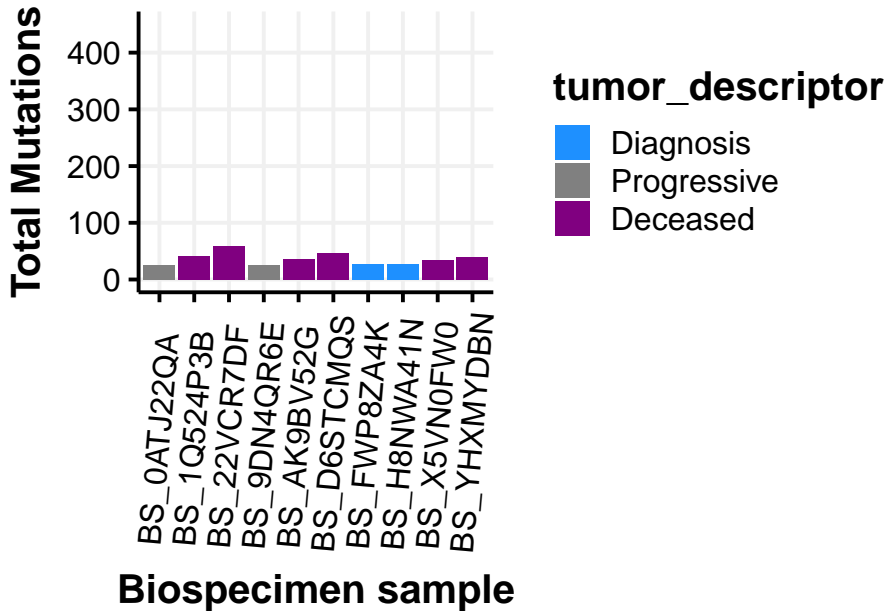 Total Mutations
400
300
200
100
0
BS_0ATJ22QA
BS_1Q524P3B
BS_22VCR7DF
BS_9DN4QR6E
BS_AK9BV52G
BS_D6STCMQS
BS_FWP8ZA4K
BS_H8NWA41N
BS_X5VN0FW0
BS_YHXMYDBN
Biospecimen sample
tumor_descriptor
Diagnosis
Progressive
Deceased